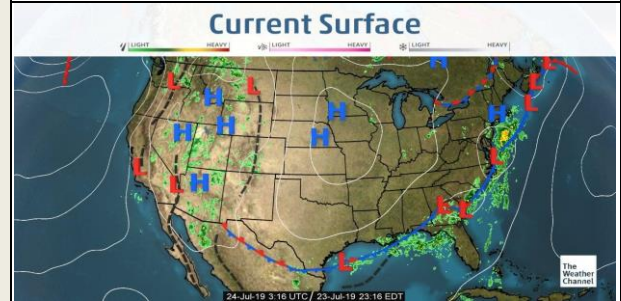 Current Surface
LIGHT HEAVY LIGHT HEAVY LIGHT HEAVY
L L H L
H L H L
H H H H L
L L H L L
L
The
Weather
Channel
24-Jul-19 3:16 UTC / 23-Jul-19 23:16 EDT